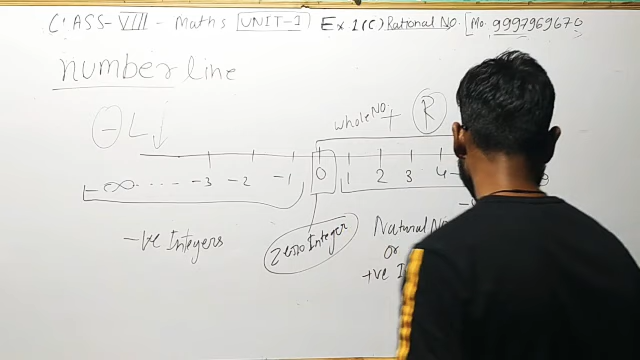 CLASS-VIII - Maths UNIT-1 Ex 1(C) Rational NO. Mo. 9997969670
number line
- L whole No. + R
-∞ .... -3 -2 -1 0 1 2 3 4
-ve Integers Zero Integer Natural No
or
+ve I